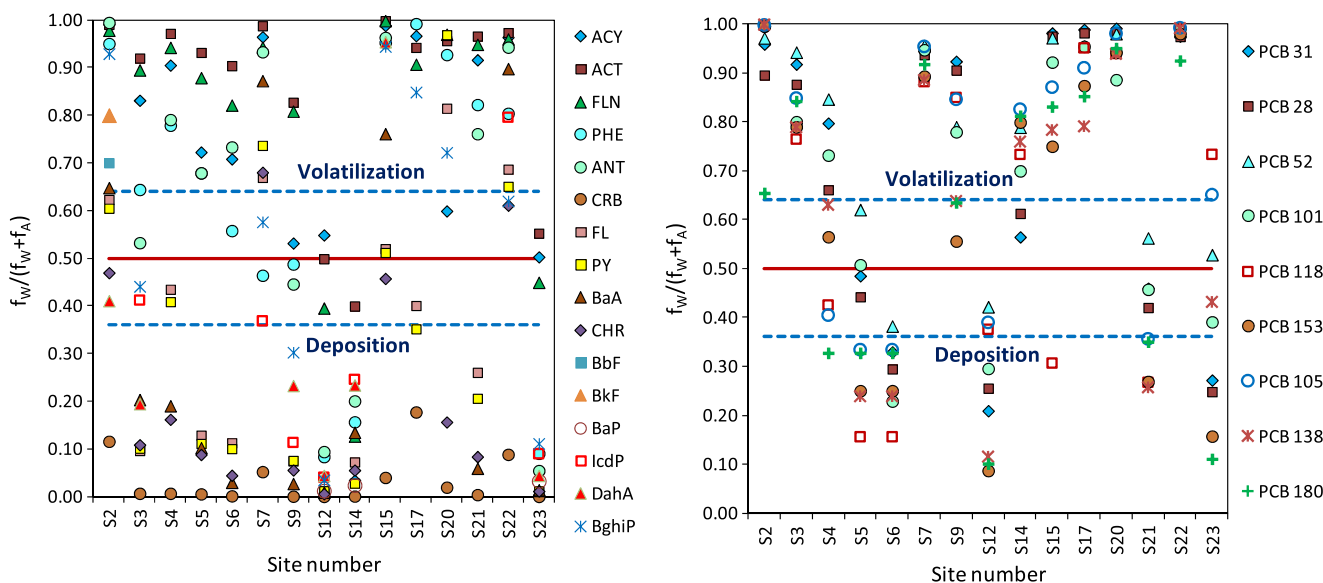 1.00
0.90
0.80
0.70
0.60
0.50
0.40
0.30
0.20
0.10
0.00
fW/(fW+fA)
Volatilization
Deposition
S2 S3 S4 S5 S6 S7 S9 S12 S14 S15 S17 S20 S21 S22 S23
Site number
ACY
ACT
FLN
PHE
ANT
CRB
FL
PY
BaA
CHR
BbF
BkF
BaP
IcdP
DahA
BghiP
1.00
0.90
0.80
0.70
0.60
0.50
0.40
0.30
0.20
0.10
0.00
fW/(fW+fA)
Volatilization
Deposition
S2 S3 S4 S5 S6 S7 S9 S12 S14 S15 S17 S20 S21 S22 S23
Site number
PCB 31
PCB 28
PCB 52
PCB 101
PCB 118
PCB 153
PCB 105
PCB 138
PCB 180